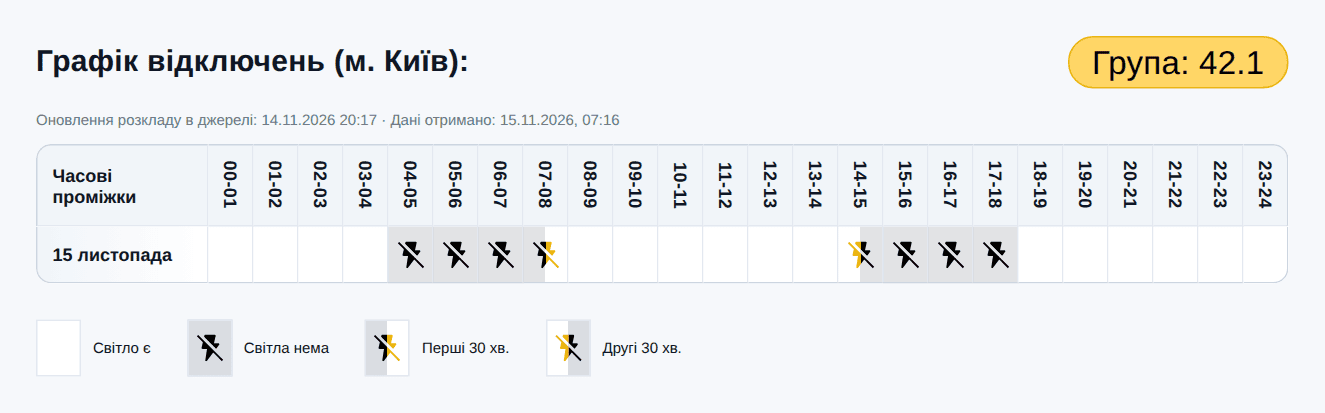 Графік відключень (м. Київ):
Група: 42.1
Оновлення розкладу в джерелі: 14.11.2026 20:17 · Дані отримано: 15.11.2026, 07:16
Часові
проміжки
00-01
01-02
02-03
03-04
04-05
05-06
06-07
07-08
08-09
09-10
10-11
11-12
12-13
13-14
14-15
15-16
16-17
17-18
18-19
19-20
20-21
21-22
22-23
23-24
15 листопада
Світло є
Світла нема
Перші 30 хв.
Другі 30 хв.